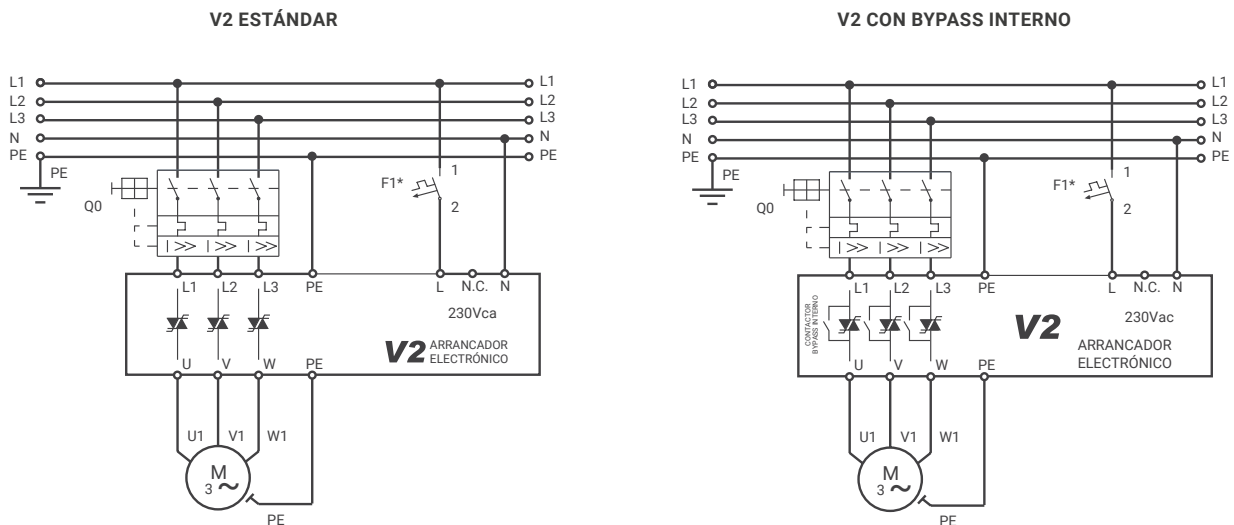 V2 ESTÁNDAR
L1 L1
L2 L2
L3 L3
N N
PE PE
PE
Q0
F1*
1
2
L1 L2 L3 PE L N.C. N
230Vca
V2 ARRANCADOR
ELECTRÓNICO
U V W PE
U1 V1 W1
M
3
PE
V2 CON BYPASS INTERNO
L1 L1
L2 L2
L3 L3
N N
PE PE
PE
Q0
F1*
1
2
L1 L2 L3 PE L N.C. N
CONTACTOR
BYPASS INTERNO
230Vac
V2
ARRANCADOR
ELECTRÓNICO
U V W PE
U1 V1 W1
M
3
PE